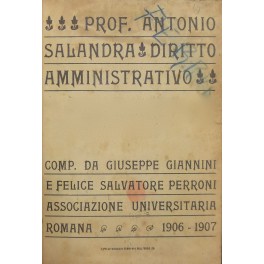 PROF. ANTONIO
SALANDRA DIRITTO
AMMINISTRATIVO
COMP. DA GIUSEPPE GIANNINI
E FELICE SALVATORE PERRONI
ASSOCIAZIONE UNIVERSITARIA
ROMANA 1906-1907